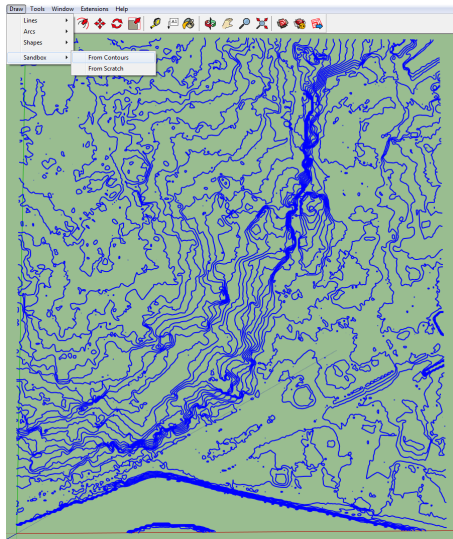 Draw Tools Window Extensions Help
Lines
Arcs
Shapes
Sandbox
From Contours
From Scratch